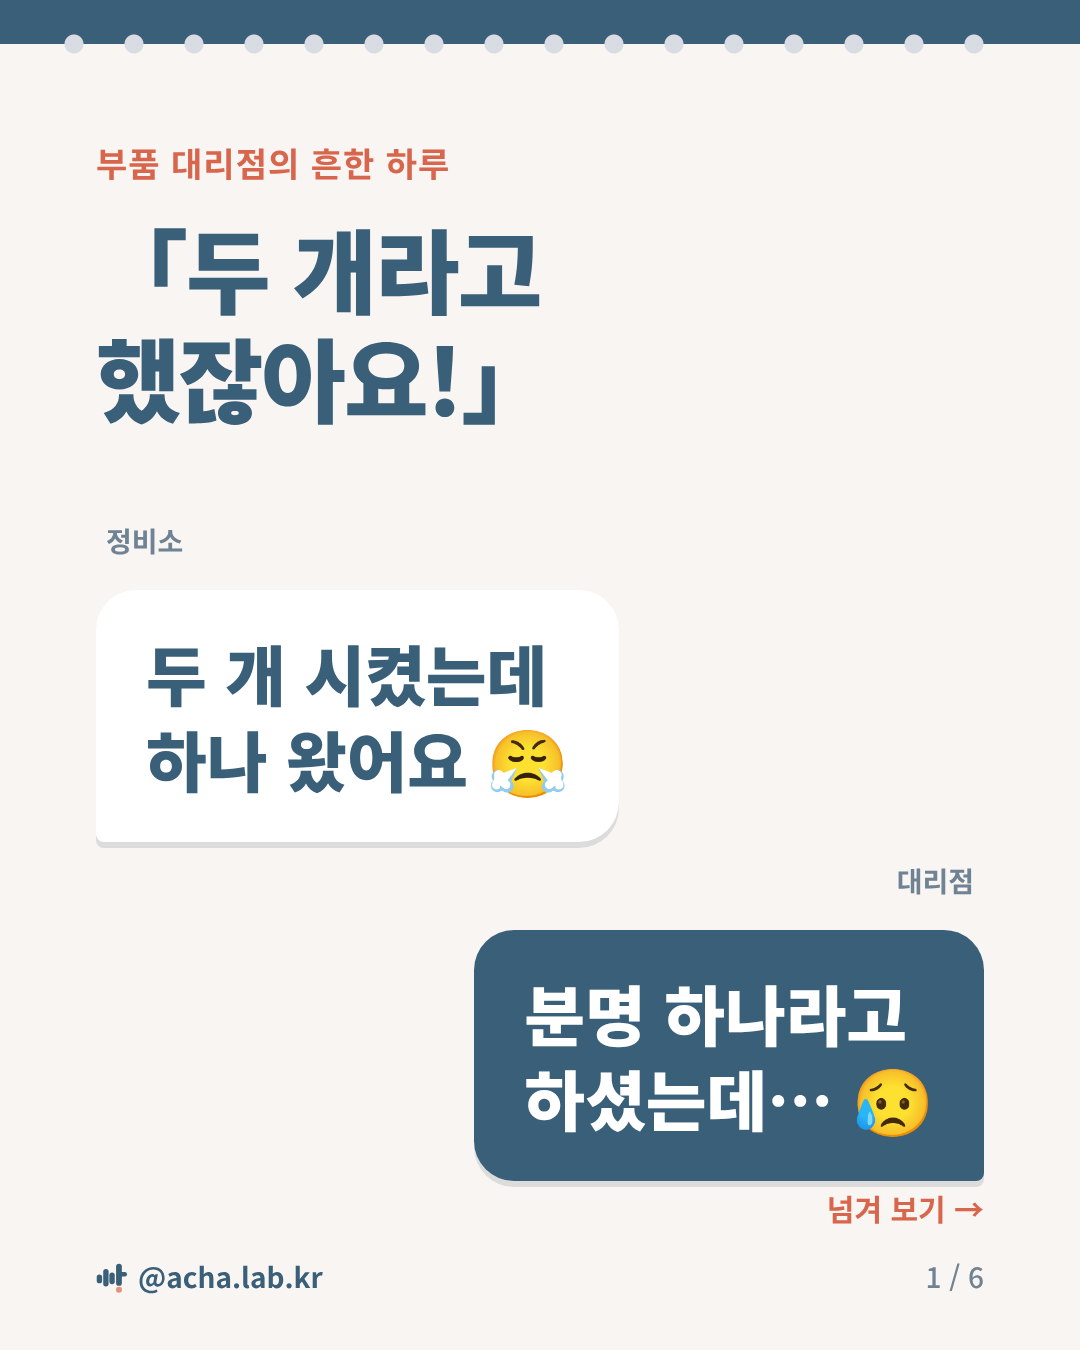 부품 대리점의 흔한 하루
「두 개라고
했잖아요!」
정비소
두 개 시켰는데
하나 왔어요 😤
대리점
분명 하나라고
하셨는데… 😥
넘겨 보기 →
@acha.lab.kr
1 / 6